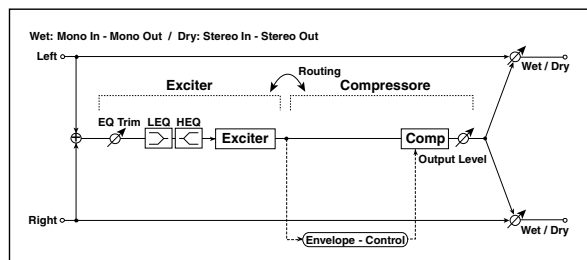 Wet: Mono In - Mono Out / Dry: Stereo In - Stereo Out
Left
Wet / Dry
Routing
Exciter
Compressore
EQ Trim
LEQ
HEQ
Exciter
Comp
Output Level
Right
Wet / Dry
Envelope - Control